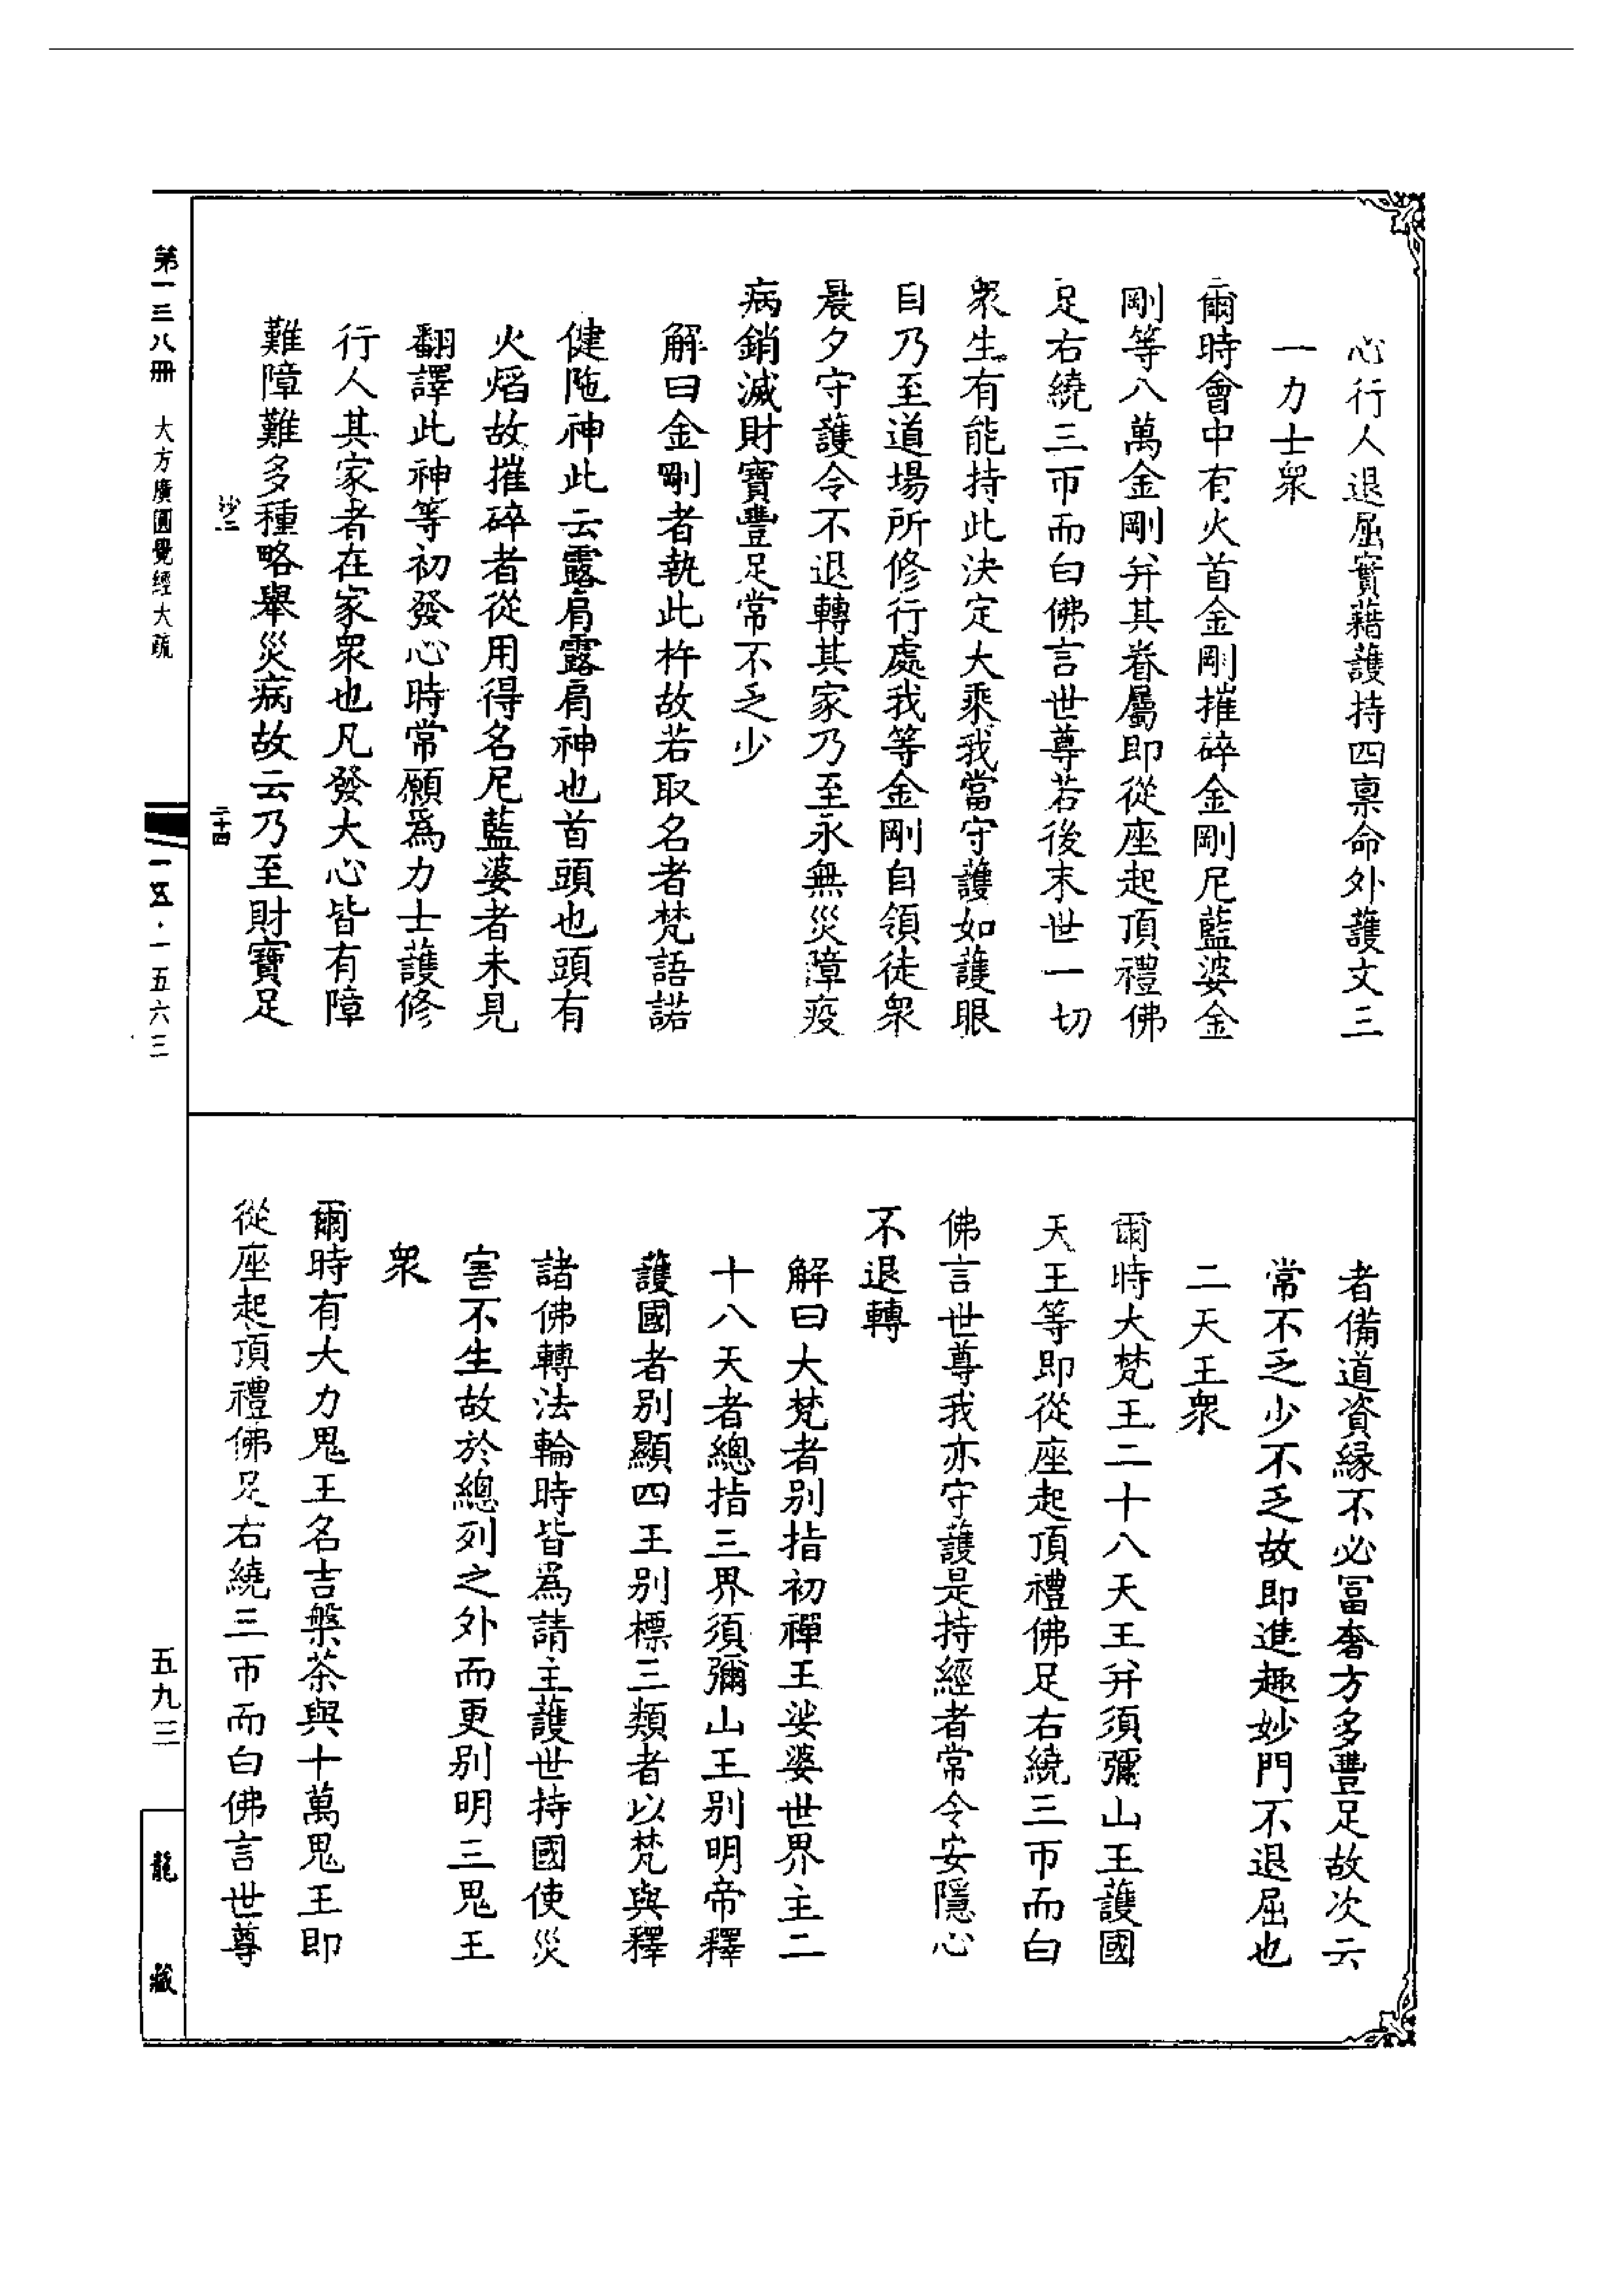 心行人退屈實藉護持四稟命外護文三
一力士衆
爾時會中有火首金剛摧碎金剛尼藍婆金
剛等八萬金剛并其眷屬即從座起頂禮佛
足右繞三帀而白佛言世尊若後末世一切
衆生有能持此決定大乘我當守護如護眼
目乃至道場所修行處我等金剛自領徒衆
晨夕守護令不退轉其家乃至永無災障疫
病銷滅財寶豐足常不乏少
解曰金剛者執此杵故若取名者梵語諾
健陁神此云露肩露肩神也首頭也頭有
火焰故摧碎者從用得名尼藍婆者未見
翻譯此神等初發心時常願爲力士護修
行人其家者在家衆也凡發大心皆有障
難障難多種略舉災病故云乃至財寶足
者備道資緣不必冨奢方多豐足故次云
常不乏少不乏故即進趣妙門不退屈也
二天王衆
爾時大梵王二十八天王并須彌山王護國
天王等即從座起頂禮佛足右繞三帀而白
佛言世尊我亦守護是持經者常令安隱心
不退轉
解曰大梵者别指初禪王娑婆世界主二
十八天者總指三界須彌山王别明帝釋
護國者别顯四王别標三類者以梵與釋
諸佛轉法輪時皆爲請主護世持國使災
害不生故於總列之外而更别明三鬼王
衆
爾時有大力鬼王名吉槃茶與十萬鬼王即
從座起頂禮佛足右繞三帀而白佛言世尊
二十四
第一三八册 大方廣圓覺經大疏
一五·一五六三
五九三
龍藏